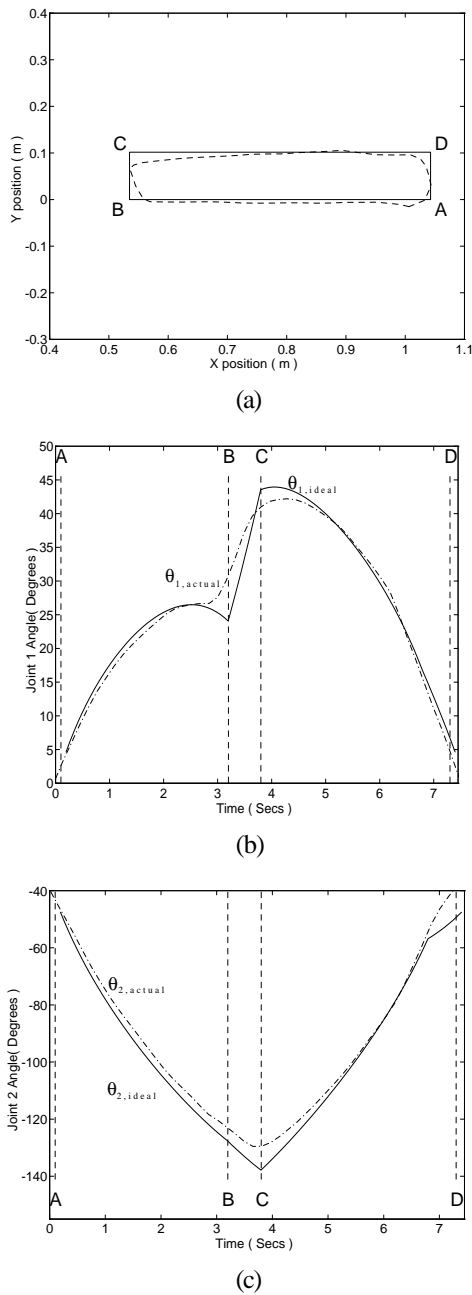 0.4
0.3
0.2
0.1
0
-0.1
-0.2
-0.3
C
D
B
A
Y position ( m )
0.4 0.5 0.6 0.7 0.8 0.9 1 1.1
X position ( m )
(a)
50
45
40
35
30
25
20
15
10
5
0
A
B
C
D
θ1,ideal
θ1,actual
Joint 1 Angle( Degrees )
0 1 2 3 4 5 6 7
Time ( Secs )
(b)
-40
-60
-80
-100
-120
-140
θ2,actual
θ2,ideal
Joint 2 Angle( Degrees )
A
B
C
D
0 1 2 3 4 5 6 7
Time ( Secs )
(c)